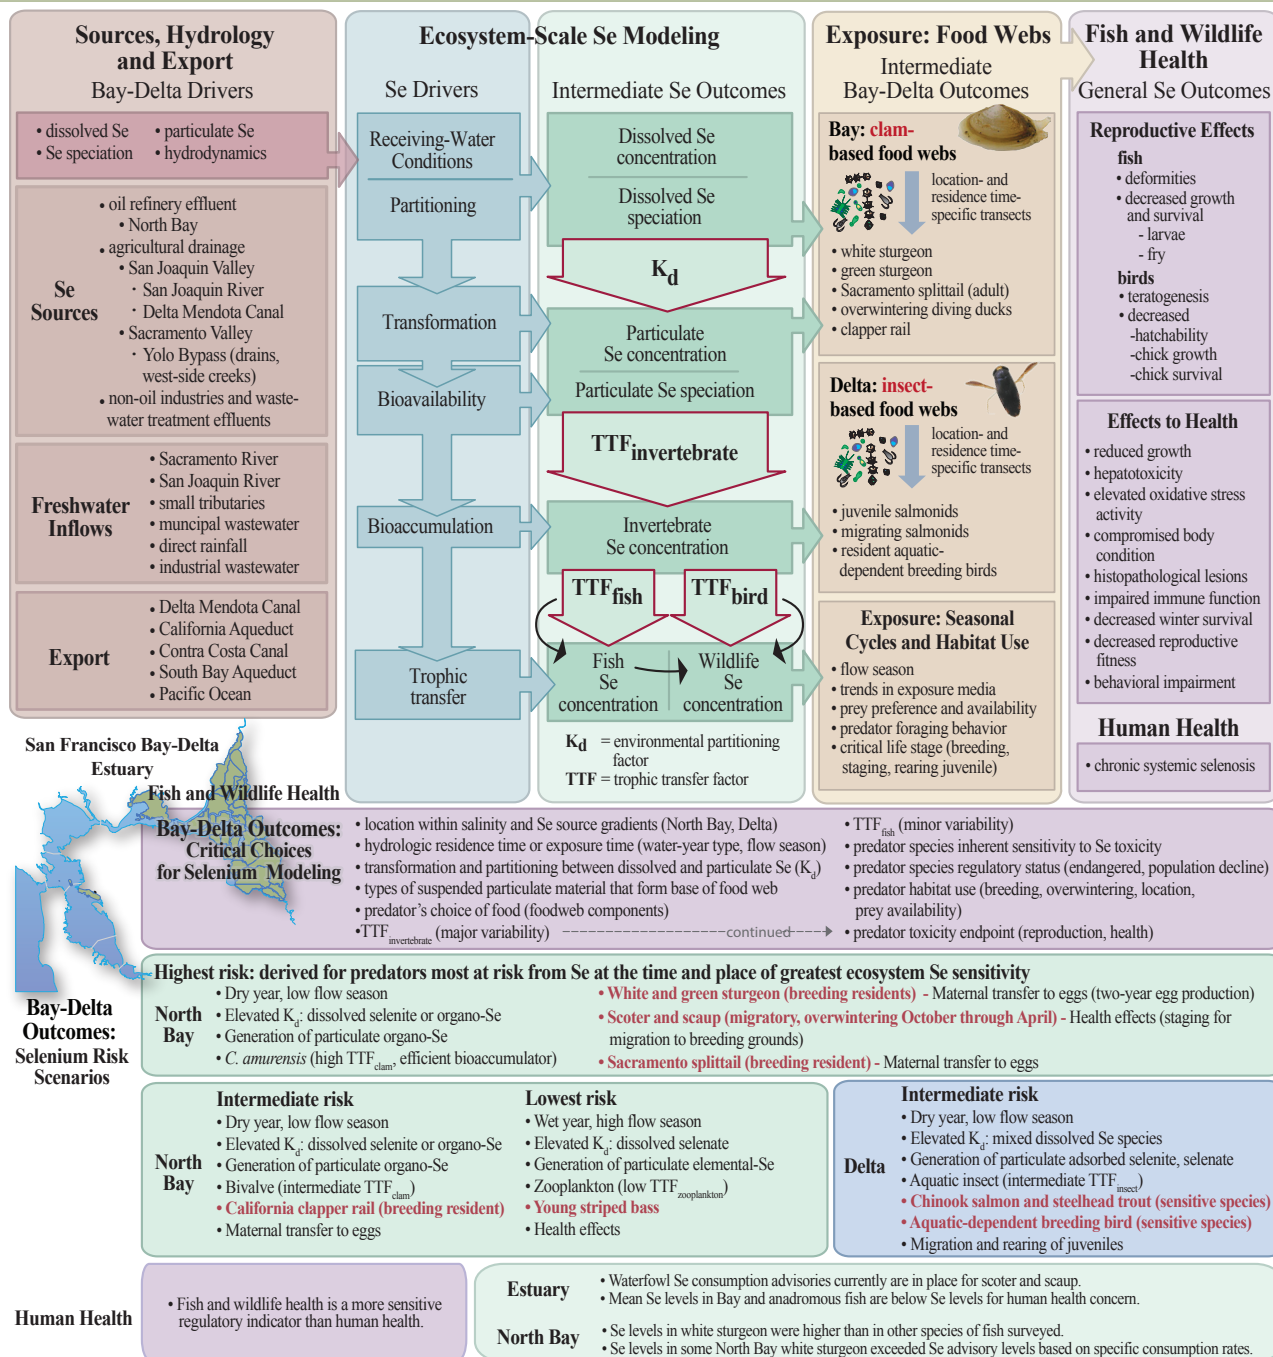 Sources, Hydrology
and Export
Bay-Delta Drivers
• dissolved Se
• Se speciation
• particulate Se
• hydrodynamics
Se
Sources
• oil refinery effluent
• North Bay
• agricultural drainage
• San Joaquin Valley
· San Joaquin River
· Delta Mendota Canal
• Sacramento Valley
· Yolo Bypass (drains,
west-side creeks)
• non-oil industries and waste-
water treatment effluents
Freshwater
Inflows
• Sacramento River
• San Joaquin River
• small tributaries
• muncipal wastewater
• direct rainfall
• industrial wastewater
Export
• Delta Mendota Canal
• California Aqueduct
• Contra Costa Canal
• South Bay Aqueduct
• Pacific Ocean
Ecosystem-Scale Se Modeling
Se Drivers
Receiving-Water
Conditions
Partitioning
Transformation
Bioavailability
Bioaccumulation
Trophic
transfer
Intermediate Se Outcomes
Dissolved Se
concentration
Dissolved Se
speciation
Kd
Particulate
Se concentration
Particulate Se speciation
TTFinvertebrate
Invertebrate
Se concentration
TTFfish
TTFbird
Fish
Se
concentration
Wildlife
Se
concentration
Kd = environmental partitioning
factor
TTF = trophic transfer factor
Exposure: Food Webs
Intermediate
Bay-Delta Outcomes
Bay: clam-
based food webs
location- and
residence time-
specific transects
• white sturgeon
• green sturgeon
• Sacramento splittail (adult)
• overwintering diving ducks
• clapper rail
Delta: insect-
based food webs
location- and
residence time-
specific transects
• juvenile salmonids
• migrating salmonids
• resident aquatic-
dependent breeding birds
Exposure: Seasonal
Cycles and Habitat Use
• flow season
• trends in exposure media
• prey preference and availability
• predator foraging behavior
• critical life stage (breeding,
staging, rearing juvenile)
Fish and Wildlife
Health
General Se Outcomes
Reproductive Effects
fish
• deformities
• decreased growth
and survival
- larvae
- fry
birds
• teratogenesis
• decreased
-hatchability
-chick growth
-chick survival
Effects to Health
• reduced growth
• hepatotoxicity
• elevated oxidative stress
activity
• compromised body
condition
• histopathological lesions
• impaired immune function
• decreased winter survival
• decreased reproductive
fitness
• behavioral impairment
Human Health
• chronic systemic selenosis
San Francisco Bay-Delta
Estuary
Fish and Wildlife Health
Bay-Delta Outcomes:
Critical Choices
for Selenium Modeling
• location within salinity and Se source gradients (North Bay, Delta)
• hydrologic residence time or exposure time (water-year type, flow season)
• transformation and partitioning between dissolved and particulate Se (Kd)
• types of suspended particulate material that form base of food web
• predator's choice of food (foodweb components)
•TTFinvertebrate (major variability)
continued
• TTFfish (minor variability)
• predator species inherent sensitivity to Se toxicity
• predator species regulatory status (endangered, population decline)
• predator habitat use (breeding, overwintering, location,
prey availability)
• predator toxicity endpoint (reproduction, health)
Bay-Delta
Outcomes:
Selenium Risk
Scenarios
Highest risk: derived for predators most at risk from Se at the time and place of greatest ecosystem Se sensitivity
North
Bay
• Dry year, low flow season
• Elevated Kd: dissolved selenite or organo-Se
• Generation of particulate organo-Se
• C. amurensis (high TTFclam, efficient bioaccumulator)
• White and green sturgeon (breeding residents) - Maternal transfer to eggs (two-year egg production)
• Scoter and scaup (migratory, overwintering October through April) - Health effects (staging for
migration to breeding grounds)
• Sacramento splittail (breeding resident) - Maternal transfer to eggs
North
Bay
Intermediate risk
• Dry year, low flow season
• Elevated Kd: dissolved selenite or organo-Se
• Generation of particulate organo-Se
• Bivalve (intermediate TTFclam)
• California clapper rail (breeding resident)
• Maternal transfer to eggs
Lowest risk
• Wet year, high flow season
• Elevated Kd: dissolved selenate
• Generation of particulate elemental-Se
• Zooplankton (low TTFzooplankton)
• Young striped bass
• Health effects
Delta
Intermediate risk
• Dry year, low flow season
• Elevated Kd: mixed dissolved Se species
• Generation of particulate adsorbed selenite, selenate
• Aquatic insect (intermediate TTFinsect)
• Chinook salmon and steelhead trout (sensitive species)
• Aquatic-dependent breeding bird (sensitive species)
• Migration and rearing of juveniles
Human Health
• Fish and wildlife health is a more sensitive
regulatory indicator than human health.
Estuary
• Waterfowl Se consumption advisories currently are in place for scoter and scaup.
• Mean Se levels in Bay and anadromous fish are below Se levels for human health concern.
North Bay
• Se levels in white sturgeon were higher than in other species of fish surveyed.
• Se levels in some North Bay white sturgeon exceeded Se advisory levels based on specific consumption rates.